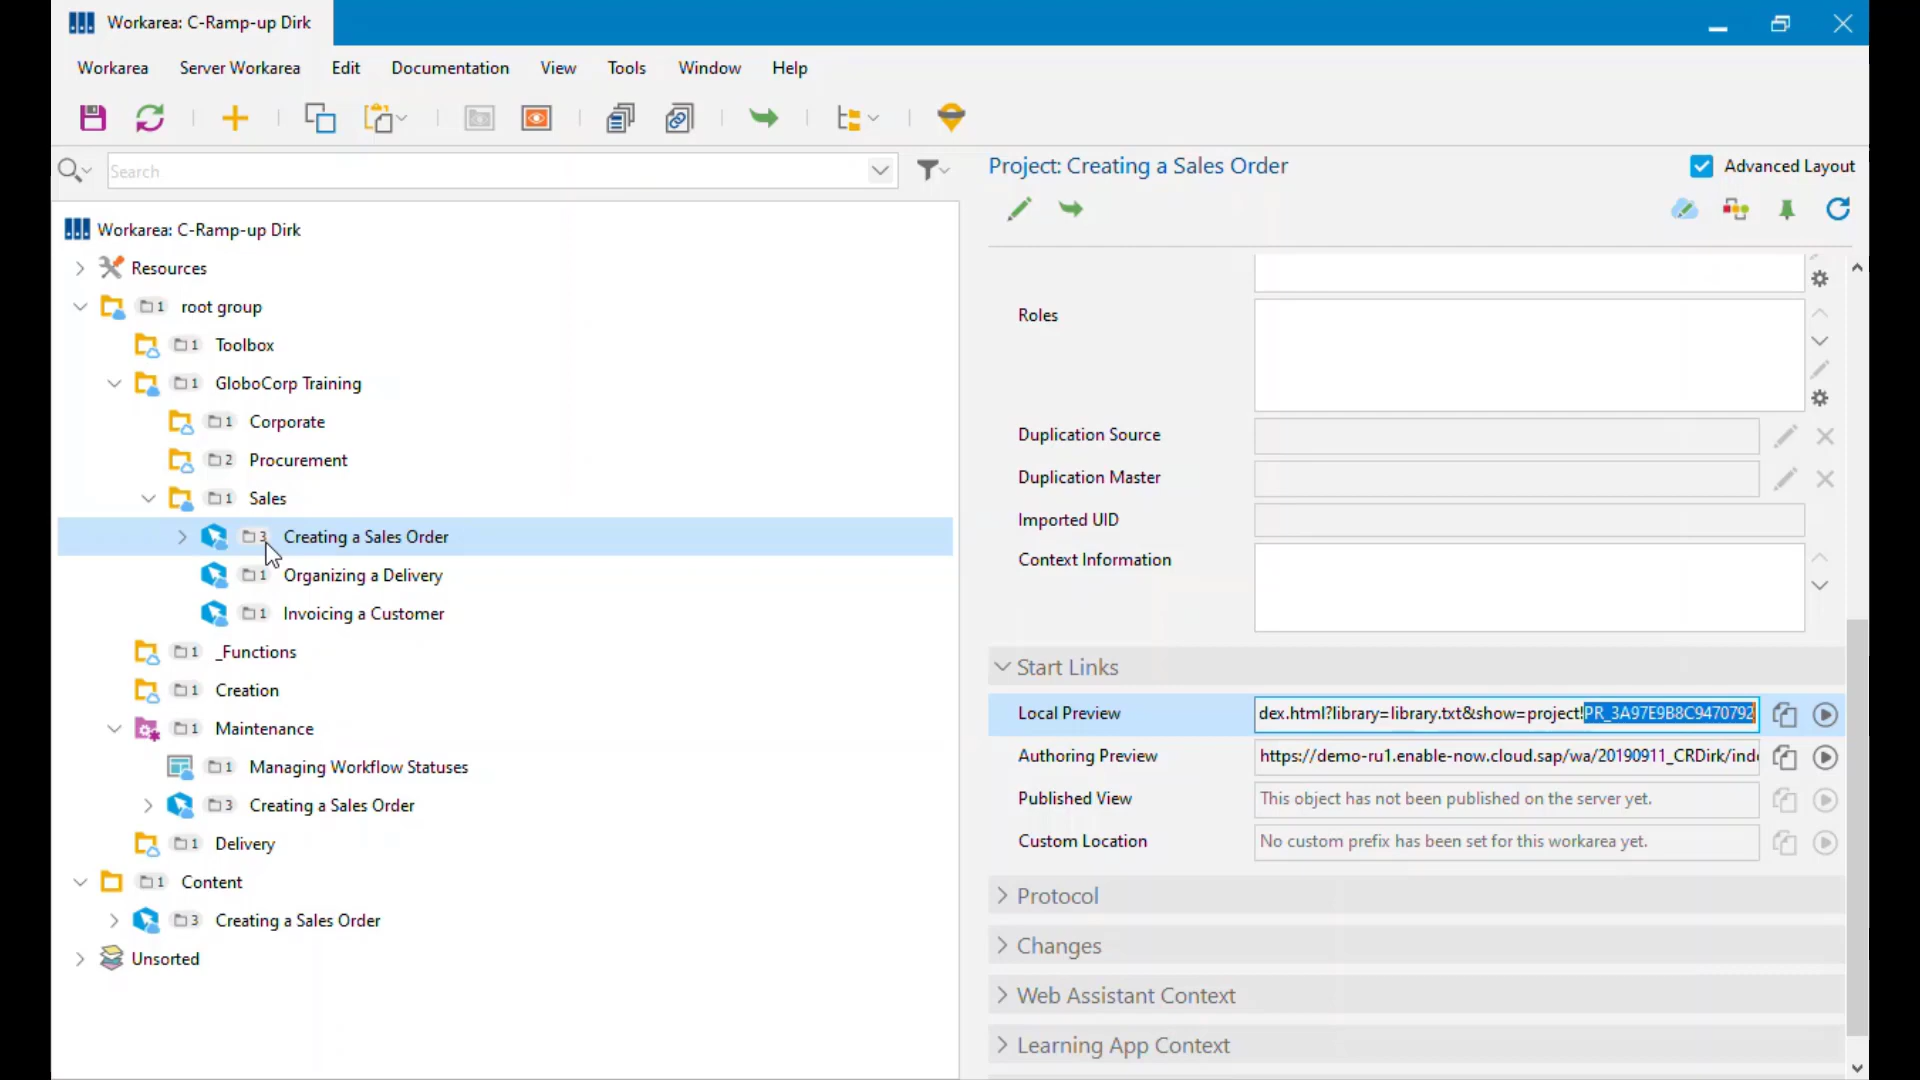 Workarea: C-Ramp-up Dirk
Workarea Server Workarea Edit Documentation View Tools Window Help
Search
Project: Creating a Sales Order
Advanced Layout
Workarea: C-Ramp-up Dirk
Resources
1 root group
1 Toolbox
1 GloboCorp Training
1 Corporate
2 Procurement
1 Sales
3 Creating a Sales Order
1 Organizing a Delivery
1 Invoicing a Customer
1 _Functions
1 Creation
1 Maintenance
1 Managing Workflow Statuses
3 Creating a Sales Order
1 Delivery
1 Content
3 Creating a Sales Order
Unsorted
Roles
Duplication Source
Duplication Master
Imported UID
Context Information
Start Links
Local Preview dex.html?library=library.txt&show=project!PR_3A97E9B8C9470792
Authoring Preview https://demo-ru1.enable-now.cloud.sap/wa/20190911_CRDirk/ind
Published View This object has not been published on the server yet.
Custom Location No custom prefix has been set for this workarea yet.
Protocol
Changes
Web Assistant Context
Learning App Context